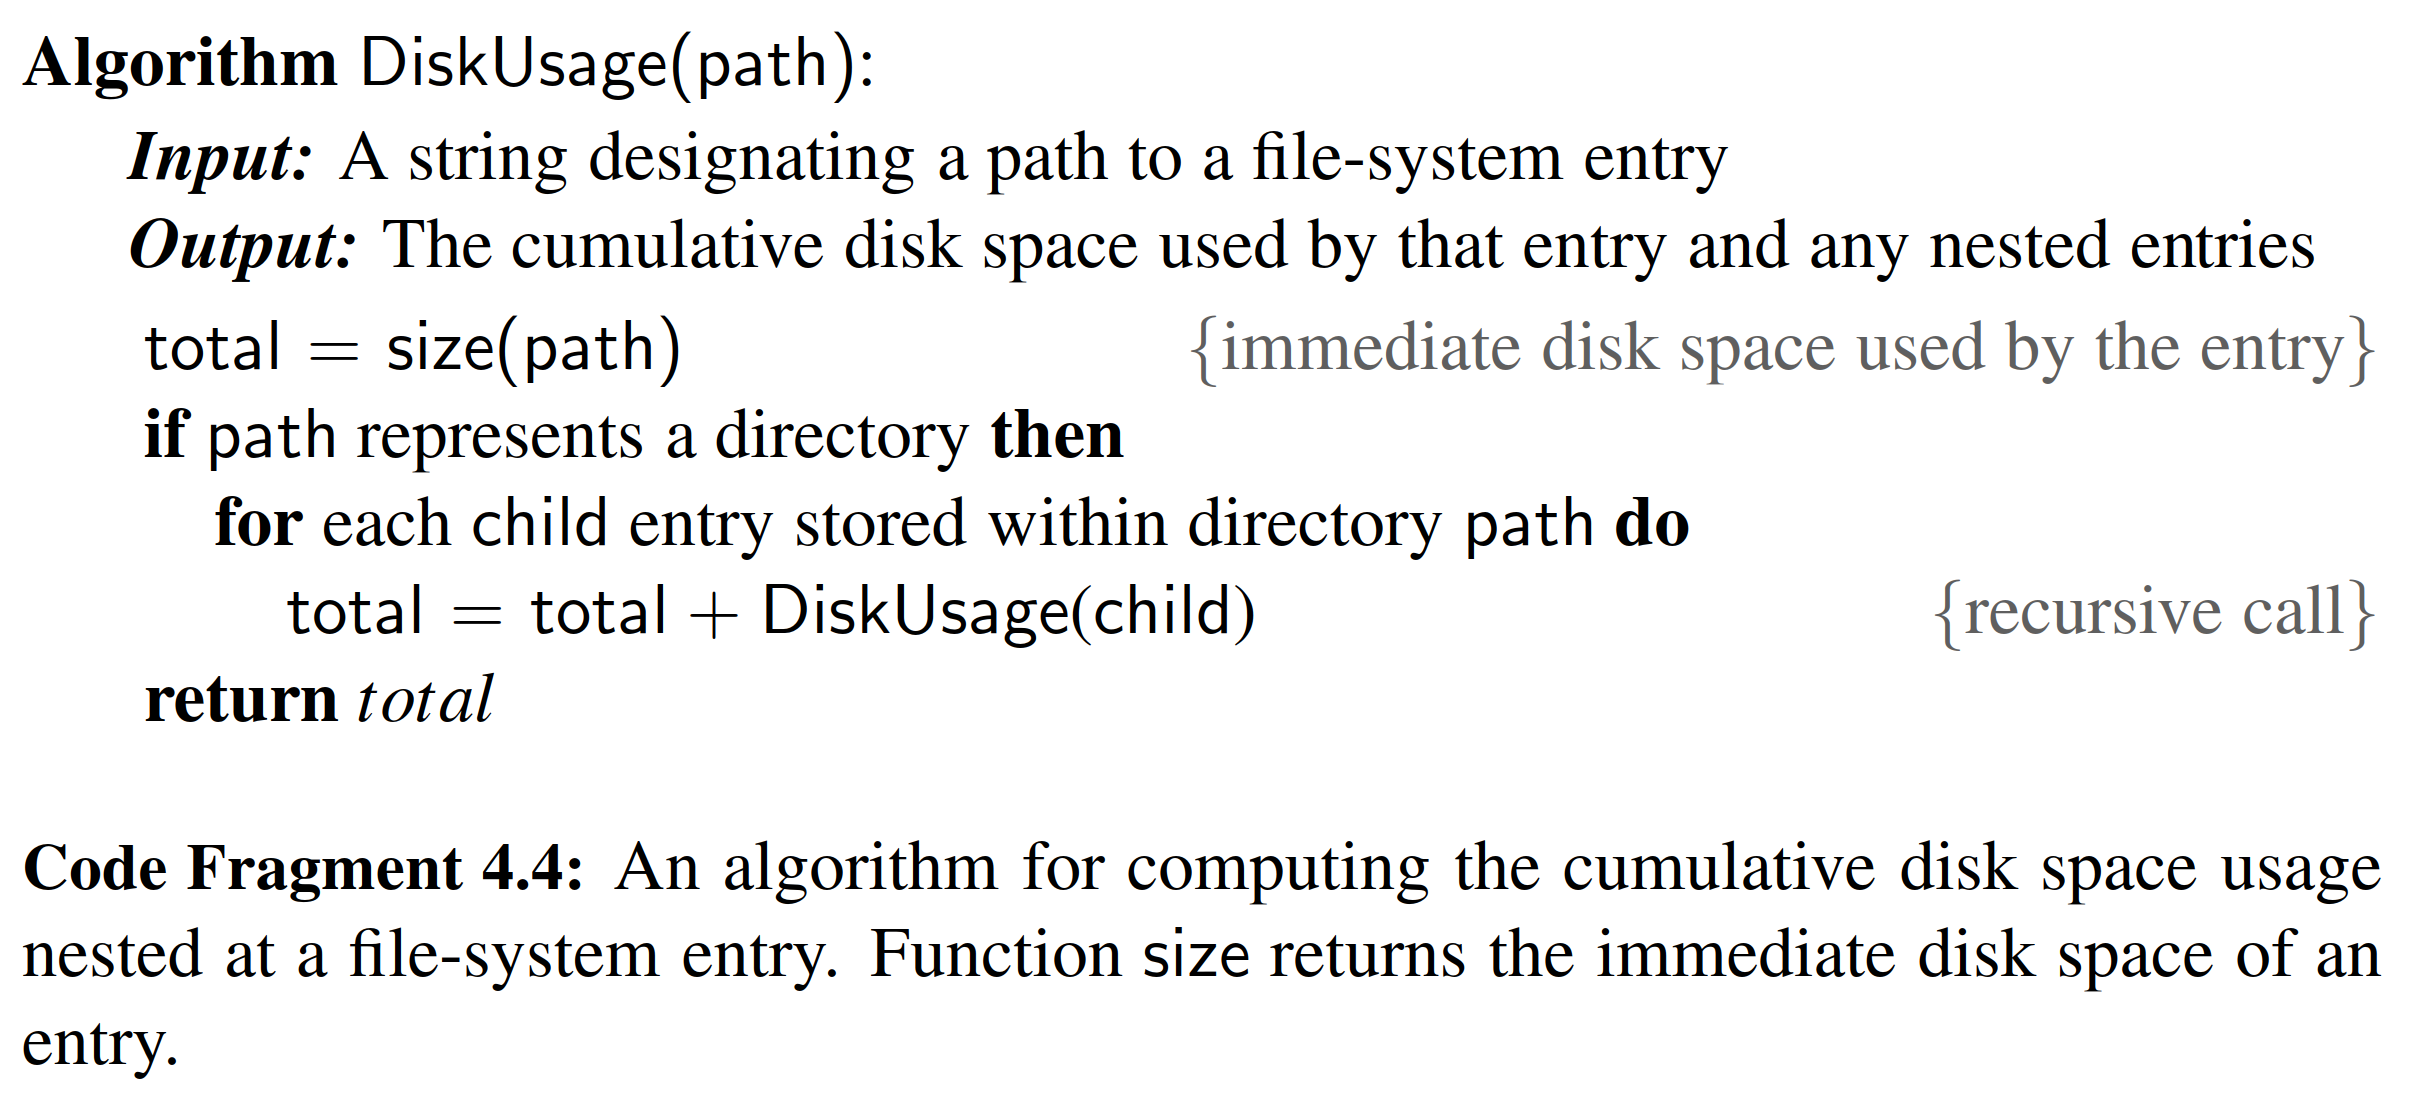 Algorithm DiskUsage(path):
Input: A string designating a path to a file-system entry
Output: The cumulative disk space used by that entry and any nested entries
total = size(path) {immediate disk space used by the entry}
if path represents a directory then
for each child entry stored within directory path do
total = total + DiskUsage(child) {recursive call}
return total
Code Fragment 4.4: An algorithm for computing the cumulative disk space usage
nested at a file-system entry. Function size returns the immediate disk space of an
entry.